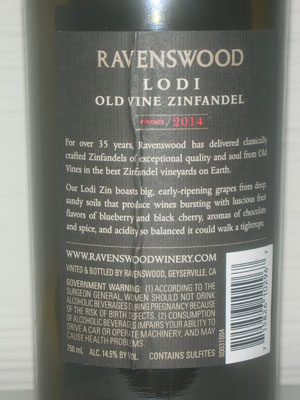 RAVENSWOOD
LODI
OLD VINE ZINFANDEL
VINTAGE / 2014
For over 35 years, Ravenswood has delivered classically
crafted Zinfandels of exceptional quality and soul from Old
Vines in the best Zinfandel vineyards on Earth.
Our Lodi Zin boasts big, early-ripening grapes from deep,
sandy soils that produce wines bursting with luscious fruit
flavors of blueberry and black cherry, aromas of chocolate
and spice, and acidity so balanced it could walk a tightrope.
WWW.RAVENSWOODWINERY.COM
VINTED & BOTTLED BY RAVENSWOOD, GEYSERVILLE, CA
GOVERNMENT WARNING: (1) ACCORDING TO THE
SURGEON GENERAL, WOMEN SHOULD NOT DRINK
ALCOHOLIC BEVERAGES DURING PREGNANCY BECAUSE
OF THE RISK OF BIRTH DEFECTS. (2) CONSUMPTION
OF ALCOHOLIC BEVERAGES IMPAIRS YOUR ABILITY TO
DRIVE A CAR OR OPERATE MACHINERY, AND MAY
CAUSE HEALTH PROBLEMS.
750 mL ALC. 14.5% BY VOL. CONTAINS SULFITES